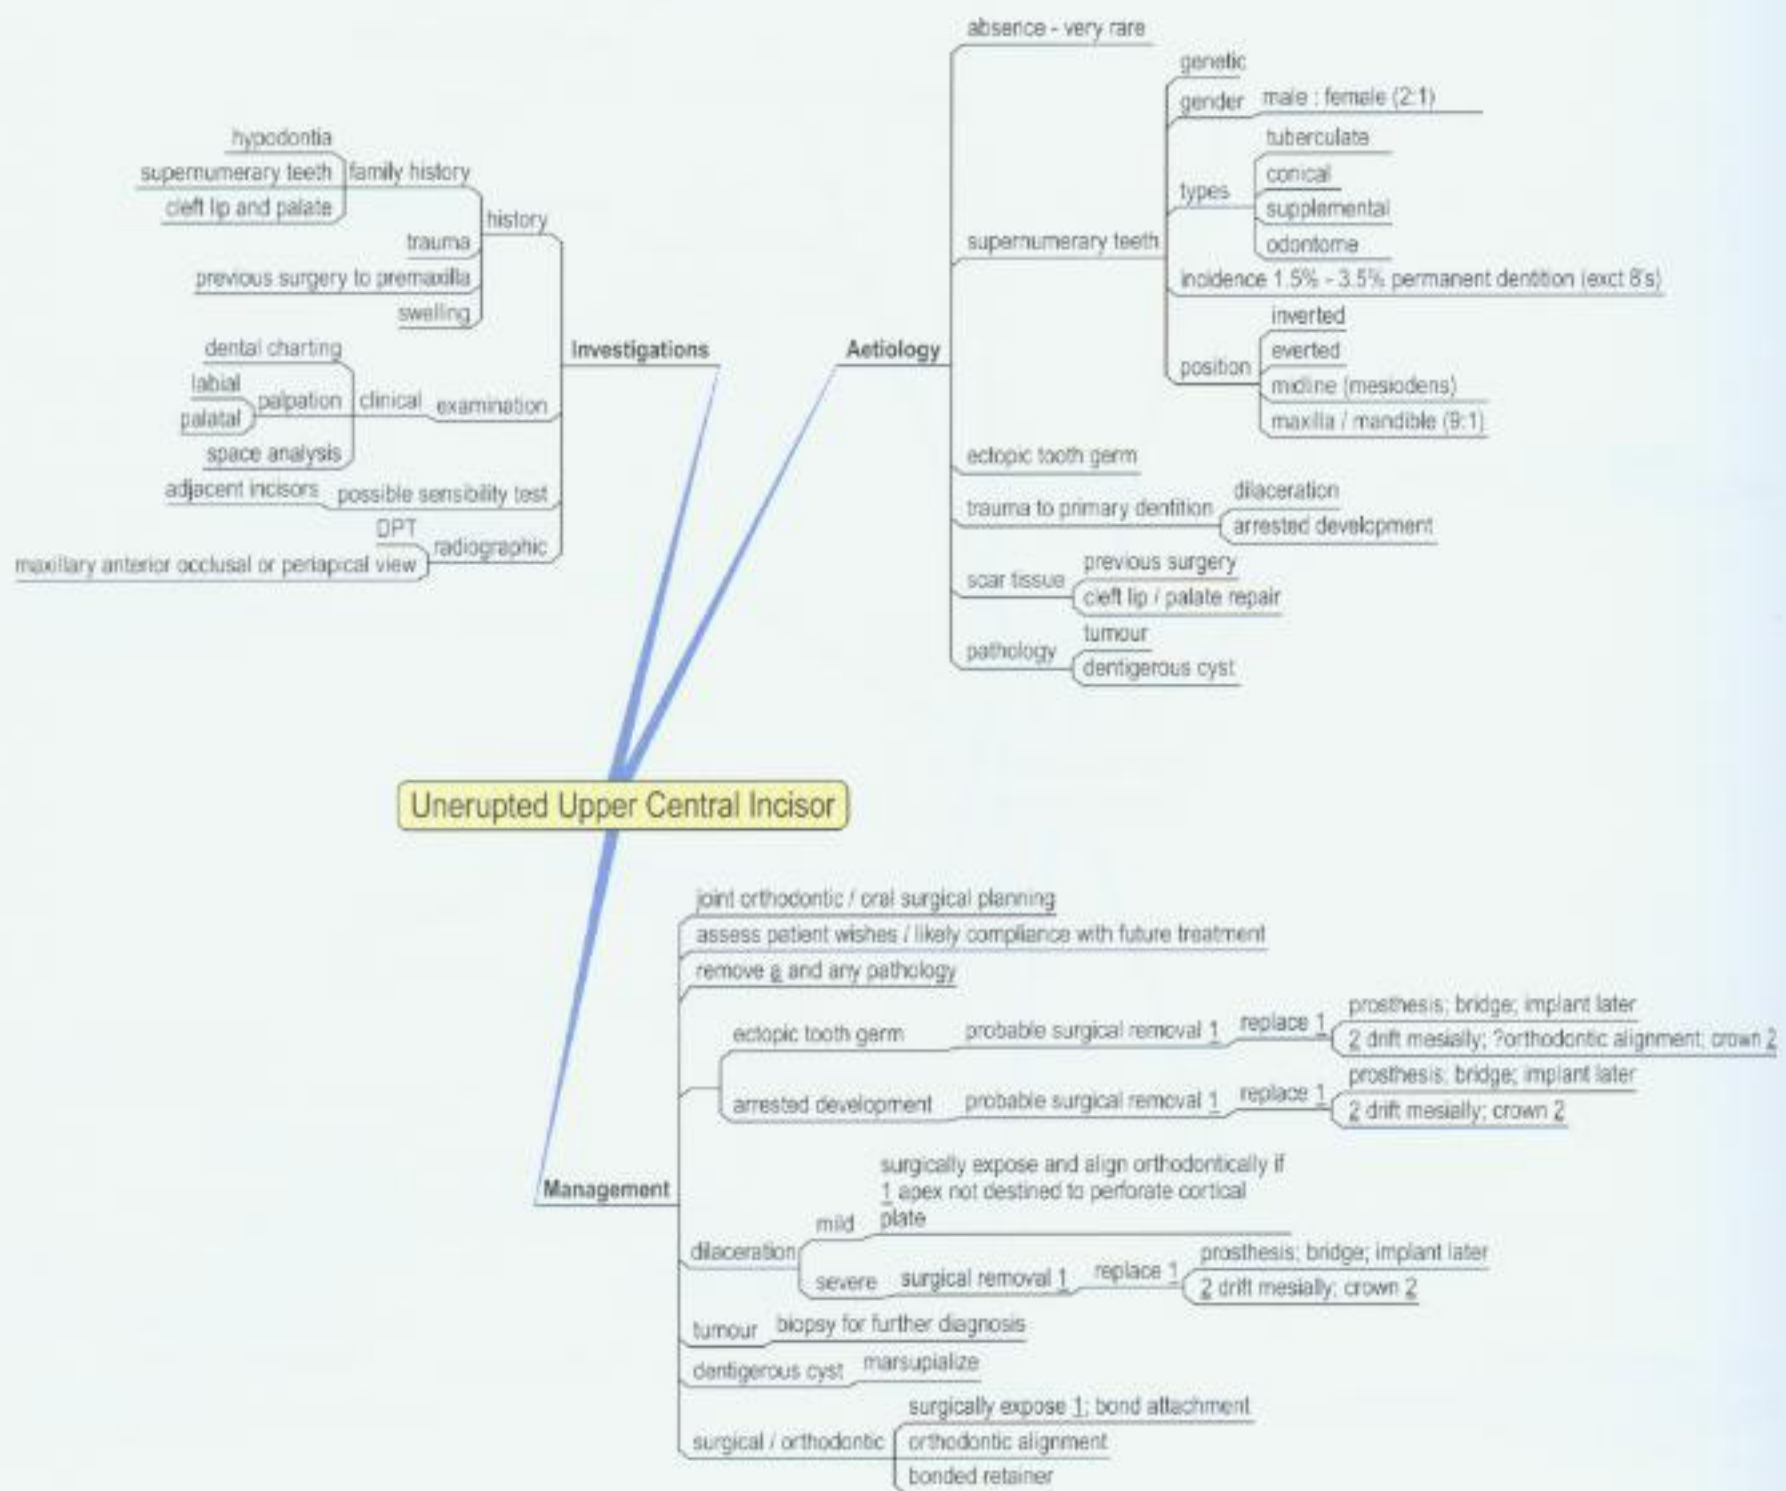 absence - very rare
genetic
gender male : female (2:1)
tuberculate
conical
types
supplemental
odontome
supernumerary teeth
incidence 1.5% - 3.5% permanent dentition (exct 8's)
inverted
everted
position
midline (mesiodens)
maxilla / mandible (9:1)
Aetiology
ectopic tooth germ
trauma to primary dentition
dilaceration
arrested development
scar tissue
previous surgery
cleft lip / palate repair
pathology
tumour
dentigerous cyst
hypodontia
supernumerary teeth
family history
cleft lip and palate
history
trauma
previous surgery to premaxilla
swelling
Investigations
dental charting
labial
palpation
palatal
clinical
examination
space analysis
adjacent incisors
possible sensibility test
DPT
radiographic
maxillary anterior occlusal or periapical view
Unerupted Upper Central Incisor
joint orthodontic / oral surgical planning
assess patient wishes / likely compliance with future treatment
remove a and any pathology
ectopic tooth germ
probable surgical removal 1
replace 1
prosthesis; bridge; implant later
2 drift mesially; ?orthodontic alignment; crown 2
arrested development
probable surgical removal 1
replace 1
prosthesis; bridge; implant later
2 drift mesially; crown 2
Management
surgically expose and align orthodontically if
1 apex not destined to perforate cortical
plate
mild
dilaceration
severe
surgical removal 1
replace 1
prosthesis; bridge; implant later
2 drift mesially; crown 2
tumour
biopsy for further diagnosis
dentigerous cyst
marsupialize
surgical / orthodontic
surgically expose 1; bond attachment
orthodontic alignment
bonded retainer